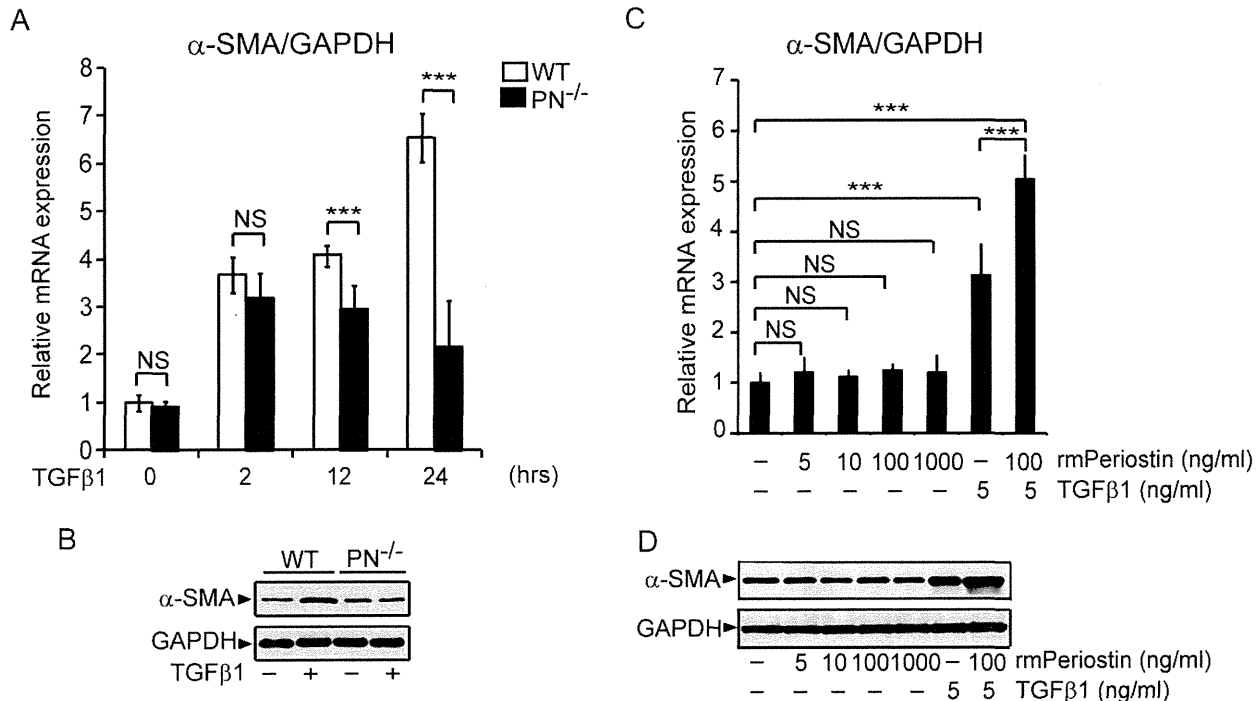 A
α-SMA/GAPDH
WT
PN-/-
Relative mRNA expression
8
7
6
5
4
3
2
1
0
NS
NS
***
***
TGFβ1 0 2 12 24 (hrs)
B
WT PN-/-
α-SMA
GAPDH
TGFβ1 – + – +
C
α-SMA/GAPDH
Relative mRNA expression
7
6
5
4
3
2
1
0
***
***
***
NS
NS
NS
NS
– 5 10 100 1000 – 100 rmPeriostin (ng/ml)
– – – – – 5 5 TGFβ1 (ng/ml)
D
α-SMA
GAPDH
– 5 10 100 1000 – 100 rmPeriostin (ng/ml)
– – – – – 5 5 TGFβ1 (ng/ml)